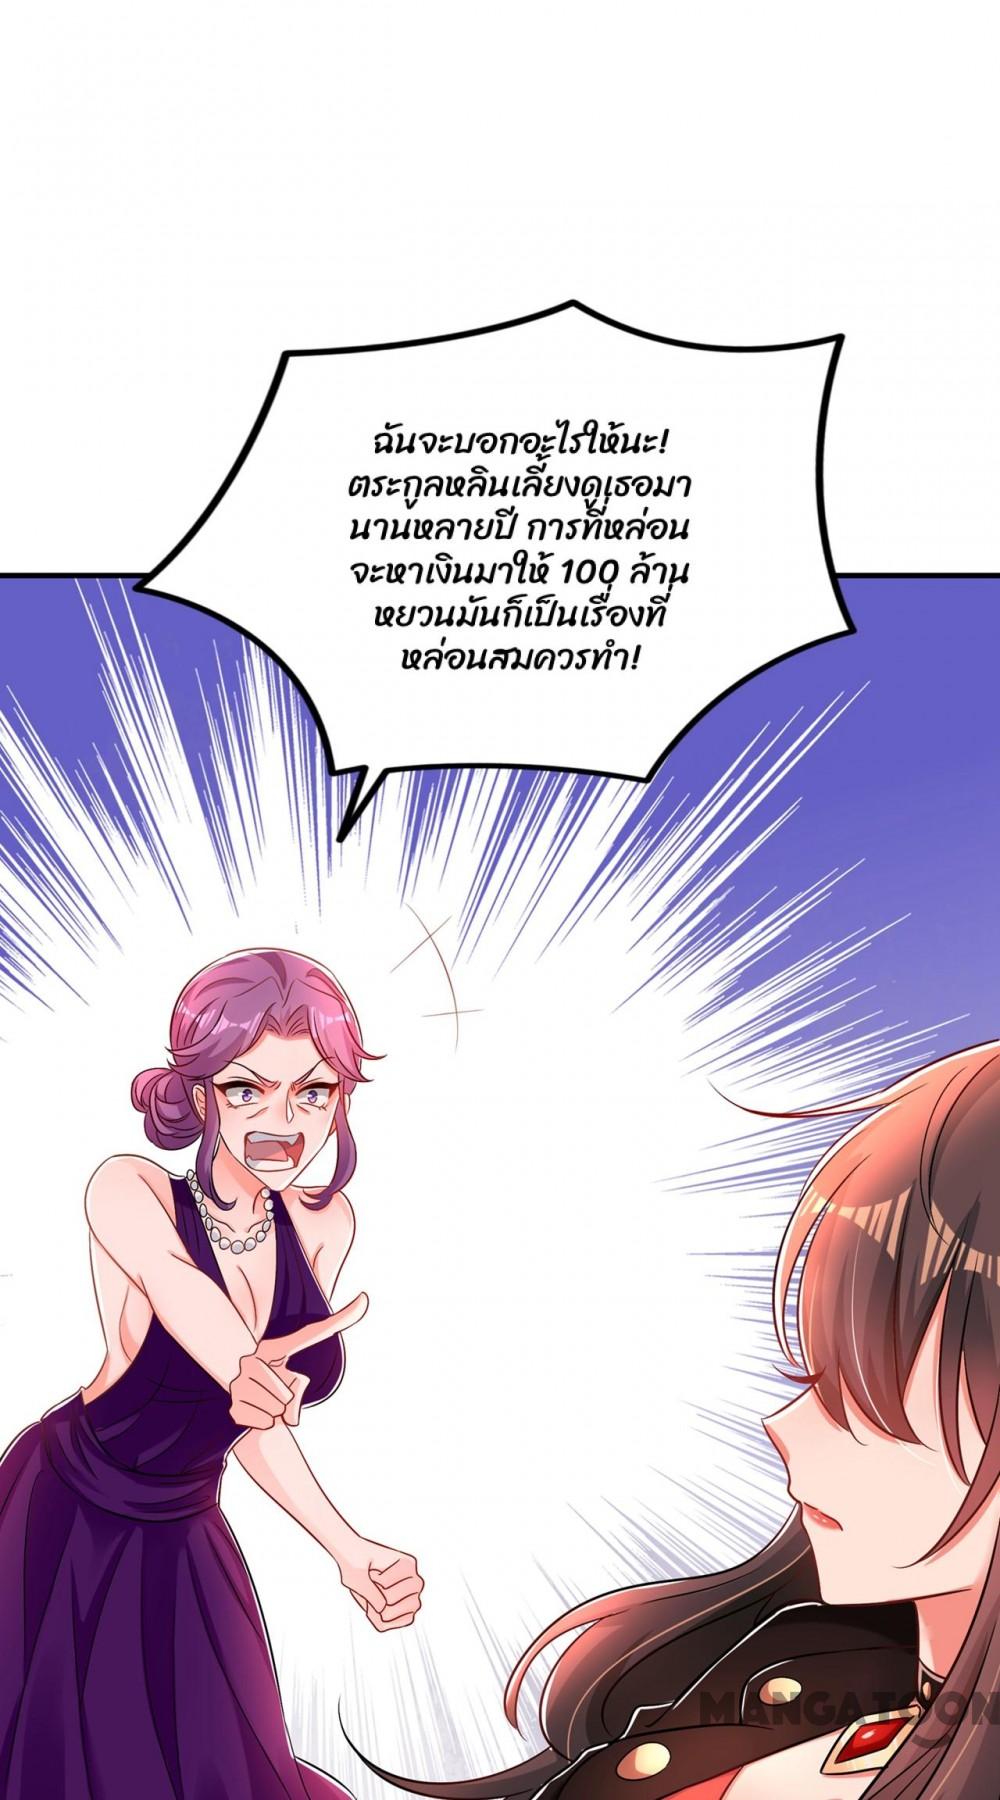 ฉันจะบอกอะไรให้นะ!
ตระกูลหลินเลี้ยงดูเธอมา
นานหลายปี การที่หล่อน
จะหาเงินมาให้ 100 ล้าน
หยวนมันก็เป็นเรื่องที่
หล่อนสมควรทำ!
MANGATOON